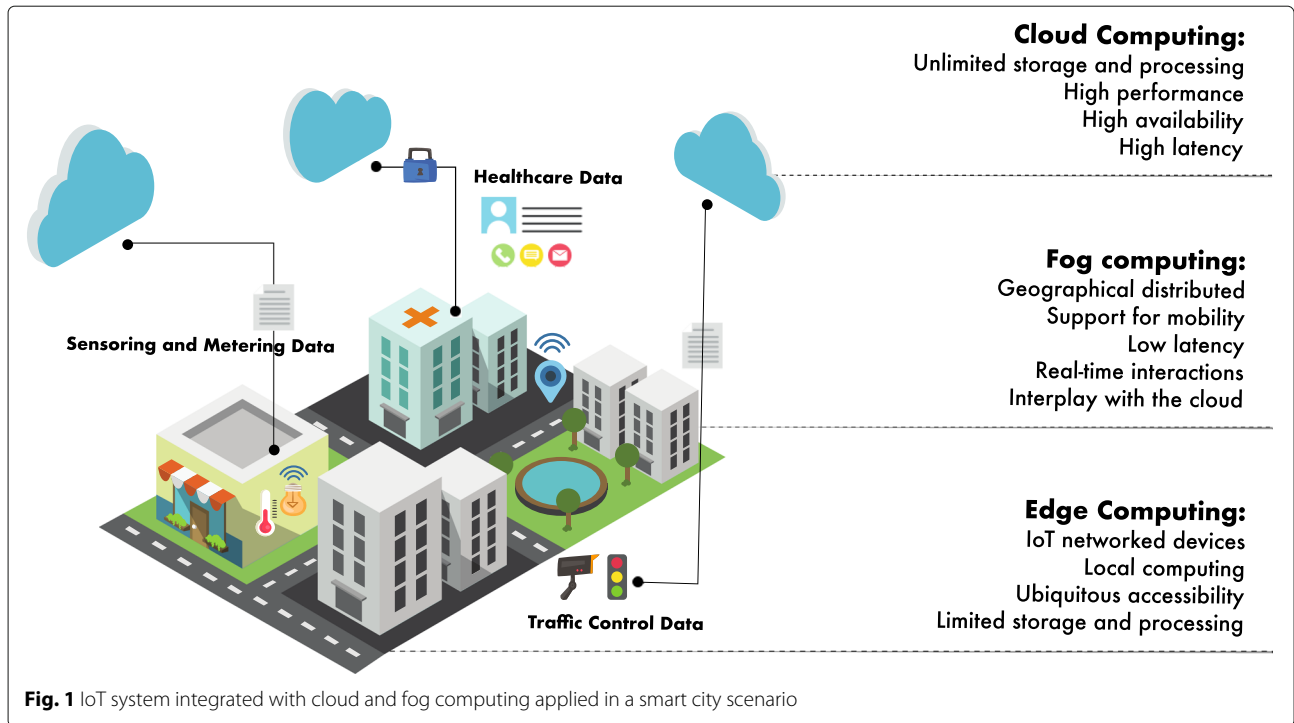 Cloud Computing:
Unlimited storage and processing
High performance
High availability
High latency
Healthcare Data
Fog computing:
Geographical distributed
Support for mobility
Low latency
Real-time interactions
Interplay with the cloud
Sensoring and Metering Data
Edge Computing:
IoT networked devices
Local computing
Ubiquitous accessibility
Limited storage and processing
Traffic Control Data
Fig. 1 IoT system integrated with cloud and fog computing applied in a smart city scenario